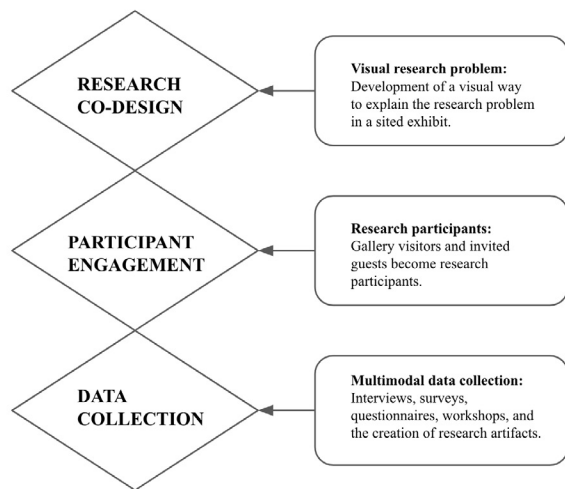 RESEARCH
CO-DESIGN
Visual research problem:
Development of a visual way
to explain the research problem
in a sited exhibit.
PARTICIPANT
ENGAGEMENT
Research participants:
Gallery visitors and invited
guests become research
participants.
DATA
COLLECTION
Multimodal data collection:
Interviews, surveys,
questionnaires, workshops, and
the creation of research artifacts.